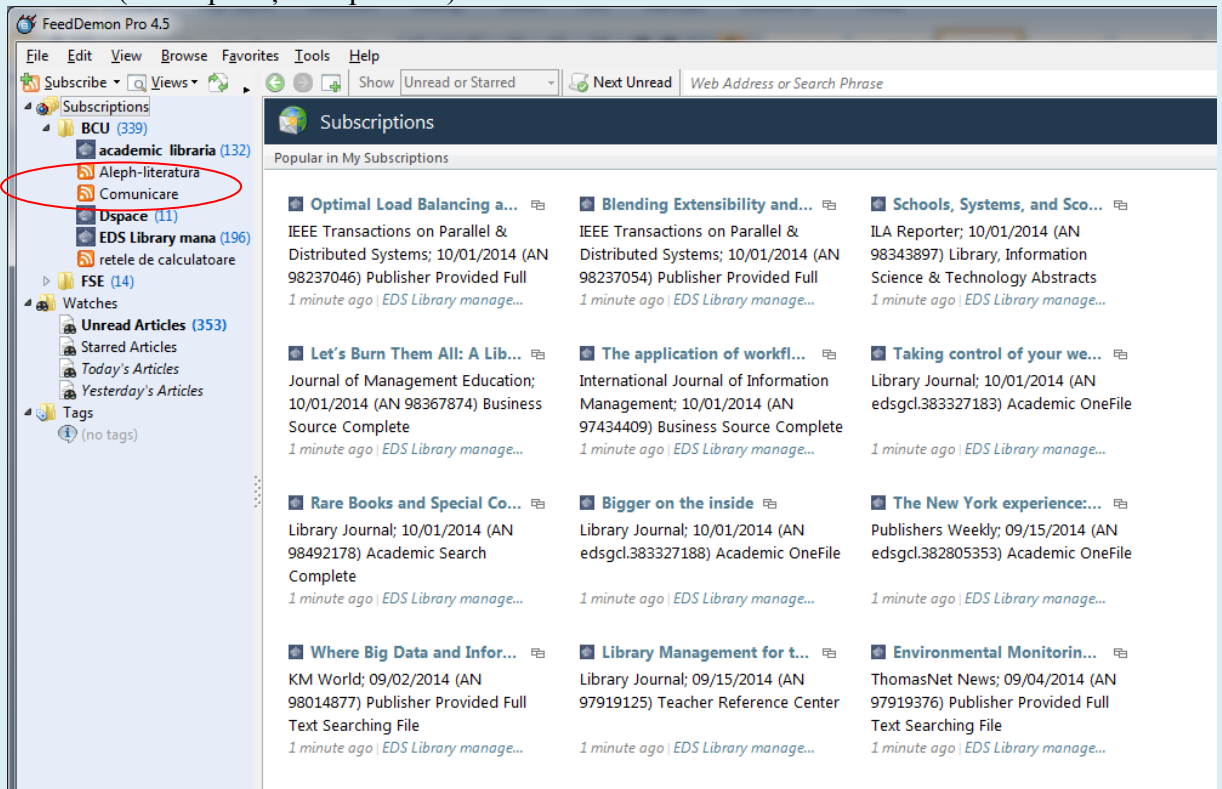 FeedDemon Pro 4.5
File Edit View Browse Favorites Tools Help
Subscribe Views Show Unread or Starred Next Unread Web Address or Search Phrase
Subscriptions
BCU (339)
academic libraria (132)
Aleph-literatura
Comunicare
Dspace (11)
EDS Library mana (196)
retele de calculatoare
FSE (14)
Watches
Unread Articles (353)
Starred Articles
Today's Articles
Yesterday's Articles
Tags
(no tags)
Subscriptions
Popular in My Subscriptions
Optimal Load Balancing a...
IEEE Transactions on Parallel &
Distributed Systems; 10/01/2014 (AN
98237046) Publisher Provided Full
1 minute ago | EDS Library manage...
Blending Extensibility and...
IEEE Transactions on Parallel &
Distributed Systems; 10/01/2014 (AN
98237054) Publisher Provided Full
1 minute ago | EDS Library manage...
Schools, Systems, and Sco...
ILA Reporter; 10/01/2014 (AN
98343897) Library, Information
Science & Technology Abstracts
1 minute ago | EDS Library manage...
Let's Burn Them All: A Lib...
Journal of Management Education;
10/01/2014 (AN 98367874) Business
Source Complete
1 minute ago | EDS Library manage...
The application of workfl...
International Journal of Information
Management; 10/01/2014 (AN
97434409) Business Source Complete
1 minute ago | EDS Library manage...
Taking control of your we...
Library Journal; 10/01/2014 (AN
edsgcl.383327183) Academic OneFile
1 minute ago | EDS Library manage...
Rare Books and Special Co...
Library Journal; 10/01/2014 (AN
98492178) Academic Search
Complete
1 minute ago | EDS Library manage...
Bigger on the inside
Library Journal; 10/01/2014 (AN
edsgcl.383327188) Academic OneFile
1 minute ago | EDS Library manage...
The New York experience:...
Publishers Weekly; 09/15/2014 (AN
edsgcl.382805353) Academic OneFile
1 minute ago | EDS Library manage...
Where Big Data and Infor...
KM World; 09/02/2014 (AN
98014877) Publisher Provided Full
Text Searching File
1 minute ago | EDS Library manage...
Library Management for t...
Library Journal; 09/15/2014 (AN
97919125) Teacher Reference Center
1 minute ago | EDS Library manage...
Environmental Monitorin...
ThomasNet News; 09/04/2014 (AN
97919376) Publisher Provided Full
Text Searching File
1 minute ago | EDS Library manage...